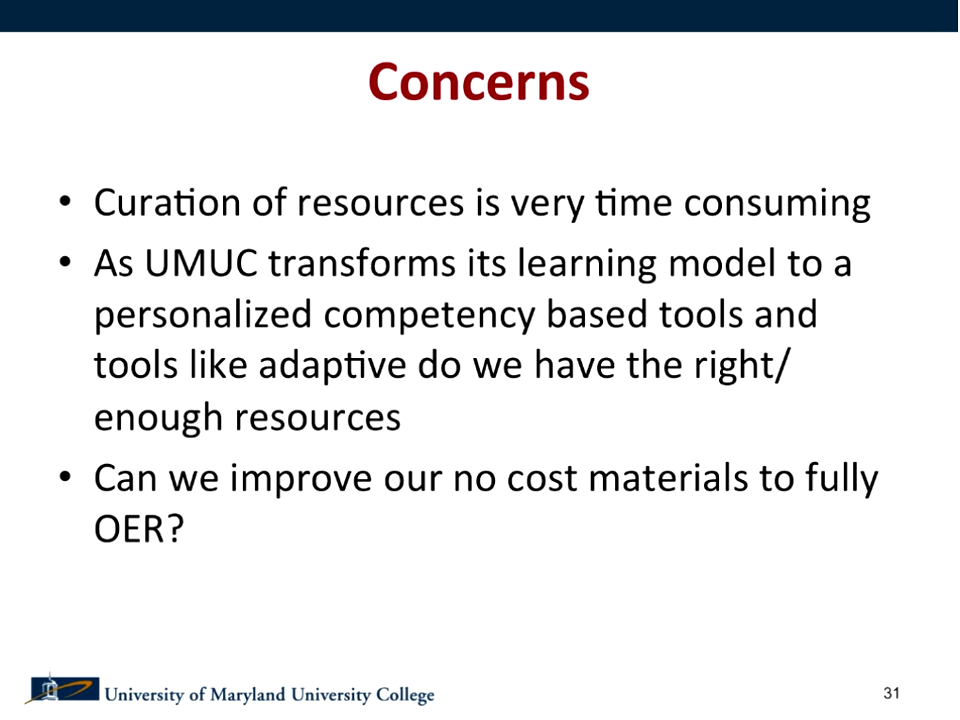 Concerns
• Curation of resources is very time consuming
• As UMUC transforms its learning model to a
personalized competency based tools and
tools like adaptive do we have the right/
enough resources
• Can we improve our no cost materials to fully
OER?
University of Maryland University College
31